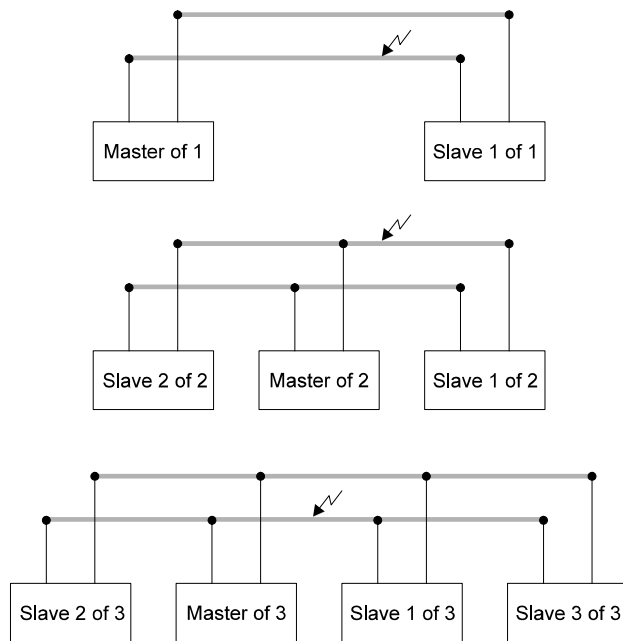 Master of 1
Slave 1 of 1
Slave 2 of 2
Master of 2
Slave 1 of 2
Slave 2 of 3
Master of 3
Slave 1 of 3
Slave 3 of 3